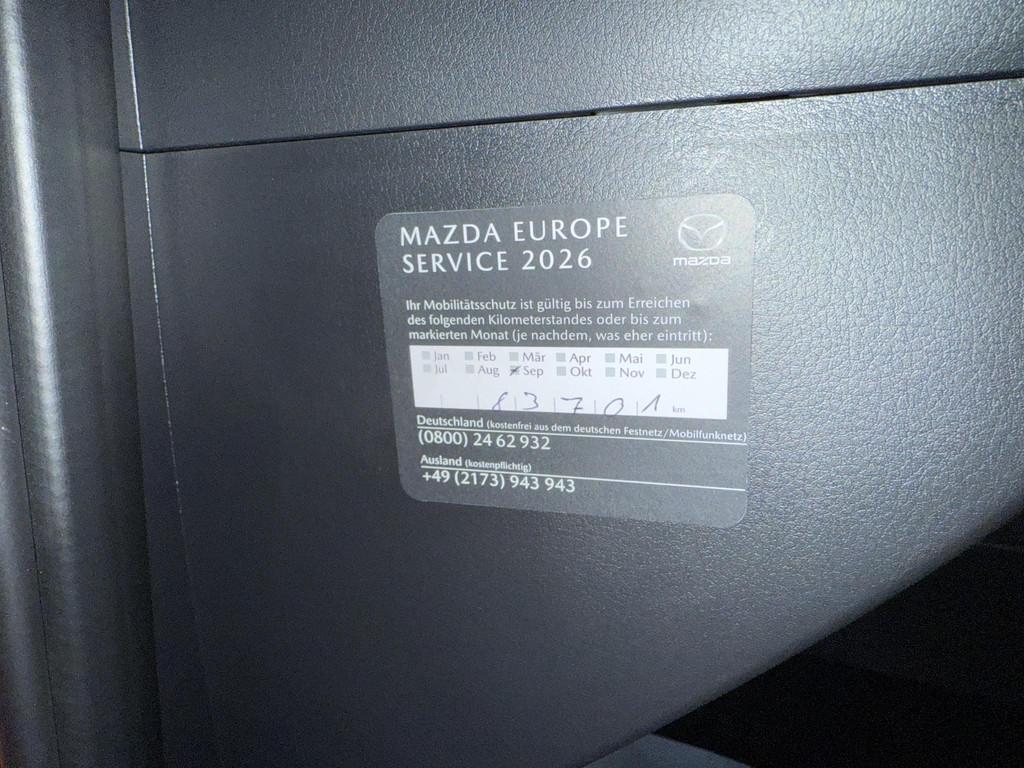 MAZDA EUROPE
SERVICE 2026
mazda
Ihr Mobilitätsschutz ist gültig bis zum Erreichen
des folgenden Kilometerstandes oder bis zum
markierten Monat (je nachdem, was eher eintritt):
Jan Feb Mär Apr Mai Jun
Jul Aug Sep Okt Nov Dez
83701 km
Deutschland (kostenfrei aus dem deutschen Festnetz/Mobilfunknetz)
(0800) 24 62 932
Ausland (kostenpflichtig)
+49 (2173) 943 943